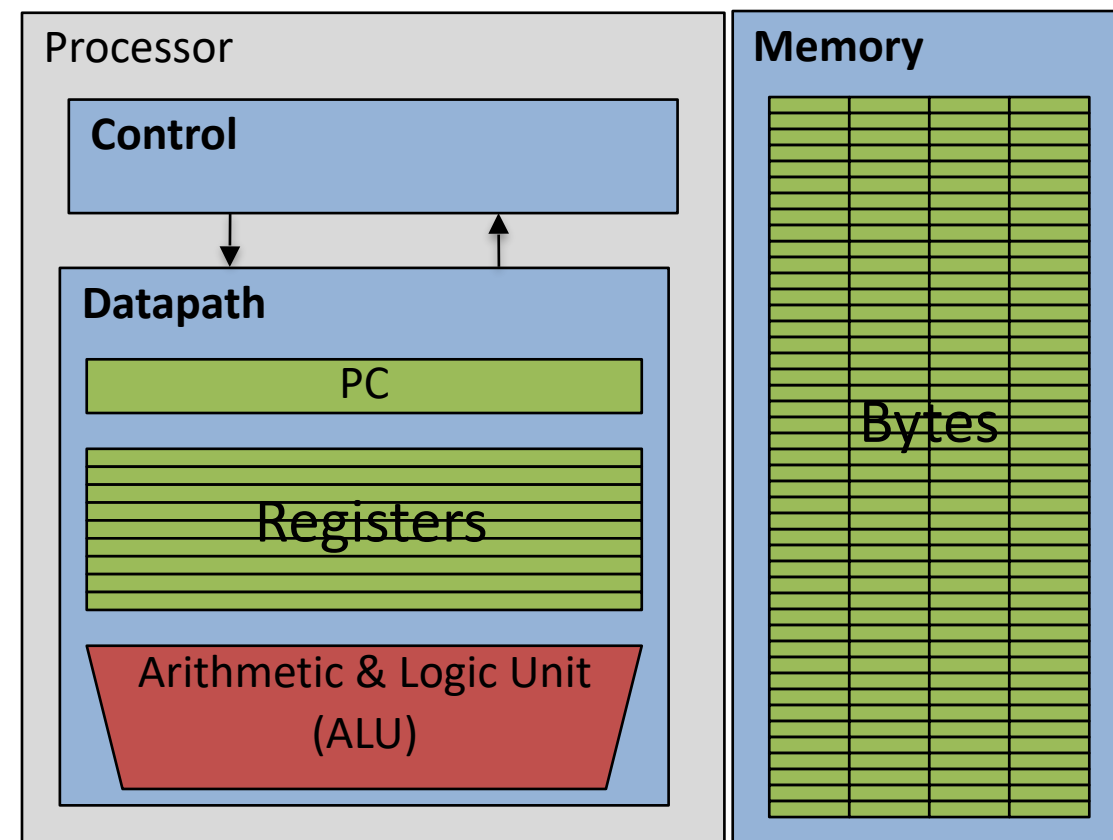 Processor
Control
Datapath
PC
Registers
Arithmetic & Logic Unit
(ALU)
Memory
Bytes